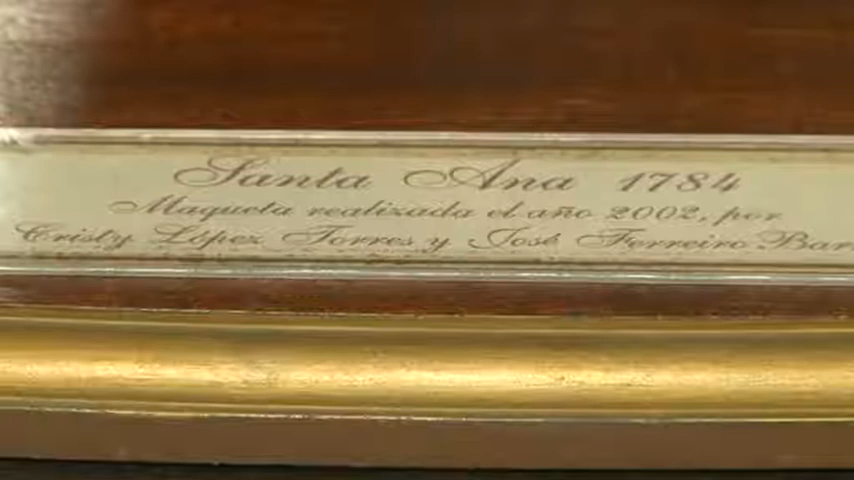 Santa Ana 1784
Maqueta realizada el año 2002, por
Cristy López Torres y José Ferreiro